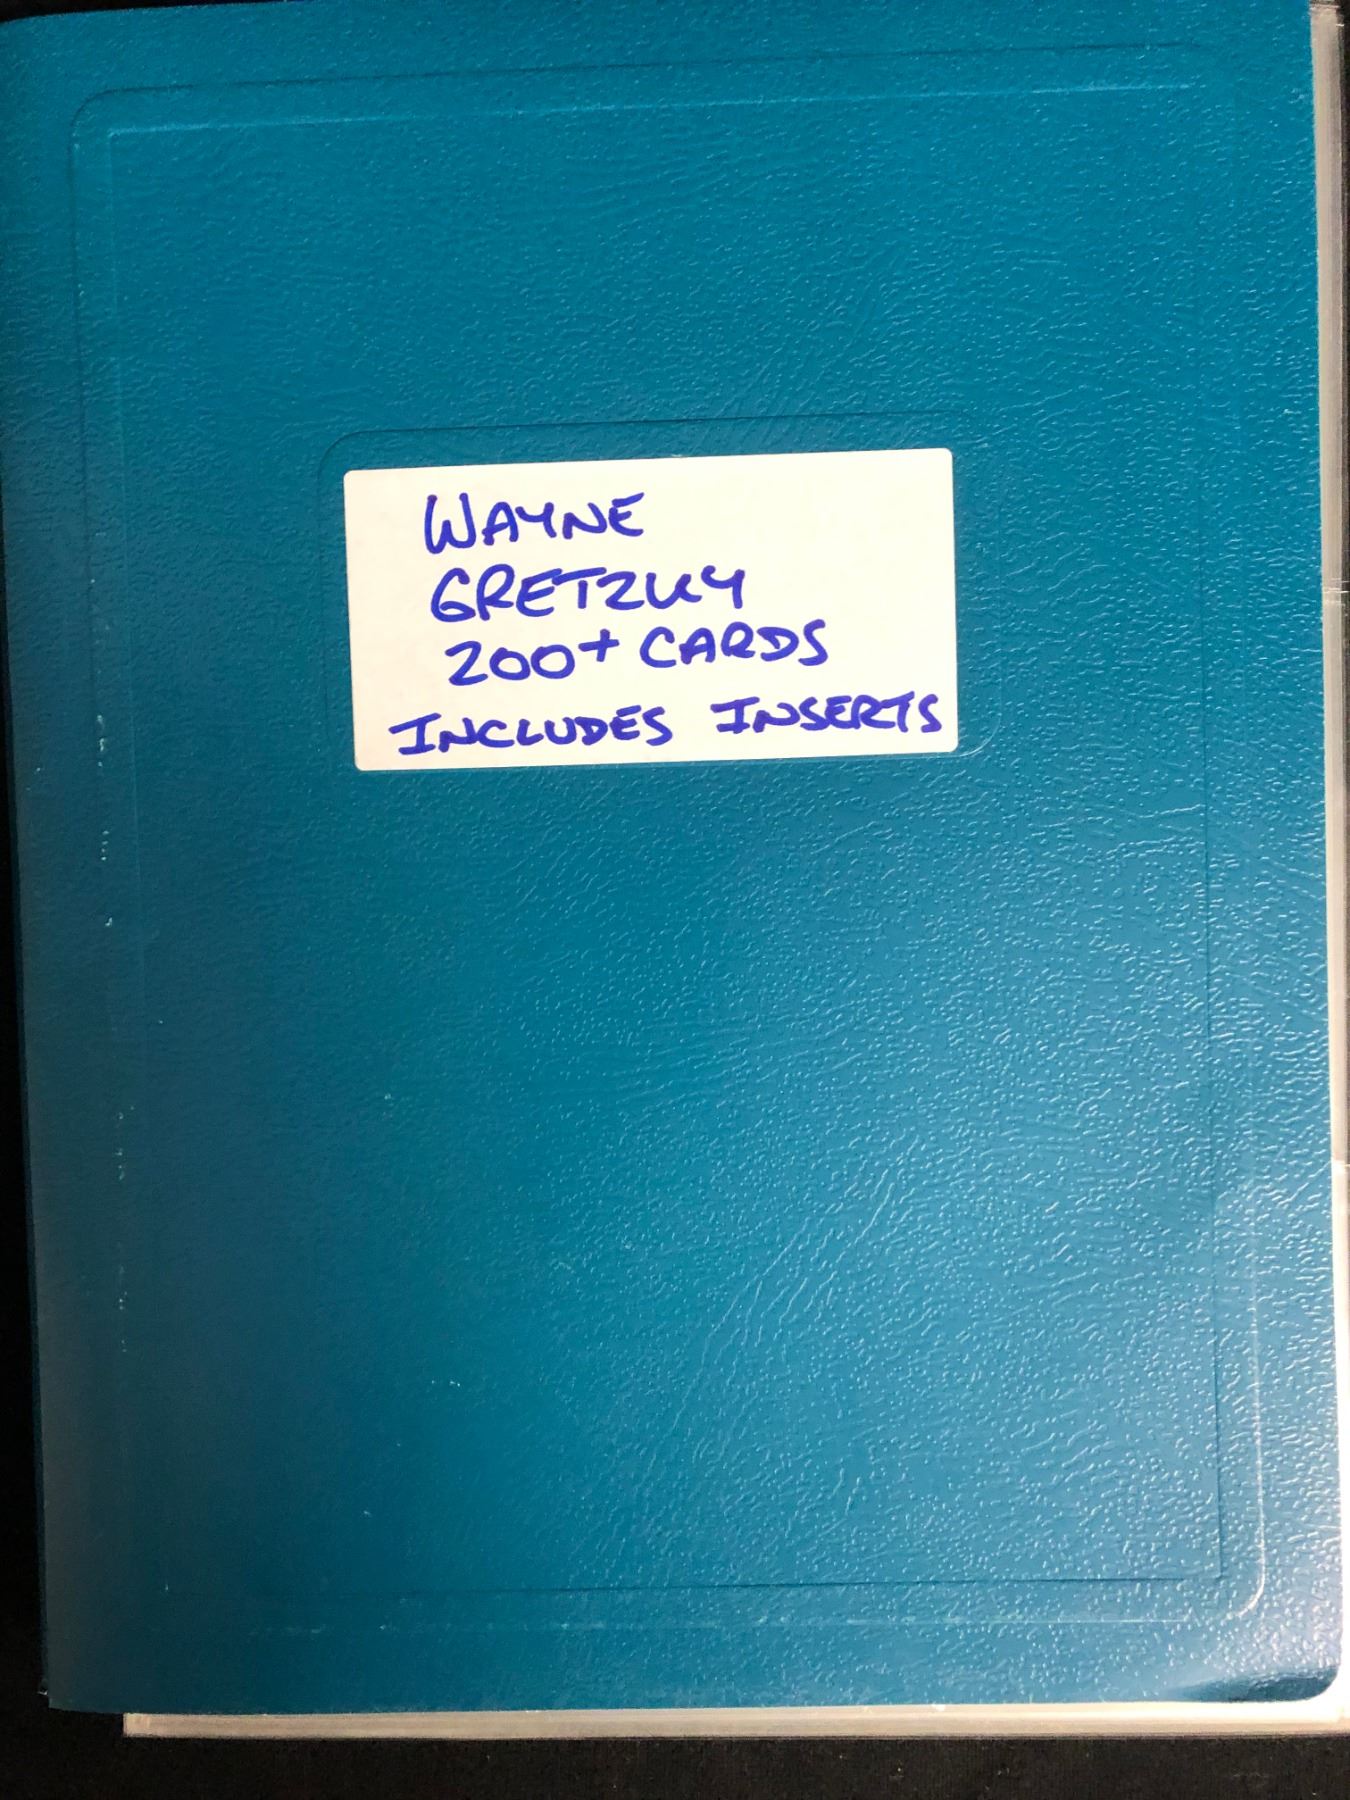 WAYNE
GRETZKY
200+ CARDS
INCLUDES INSERTS